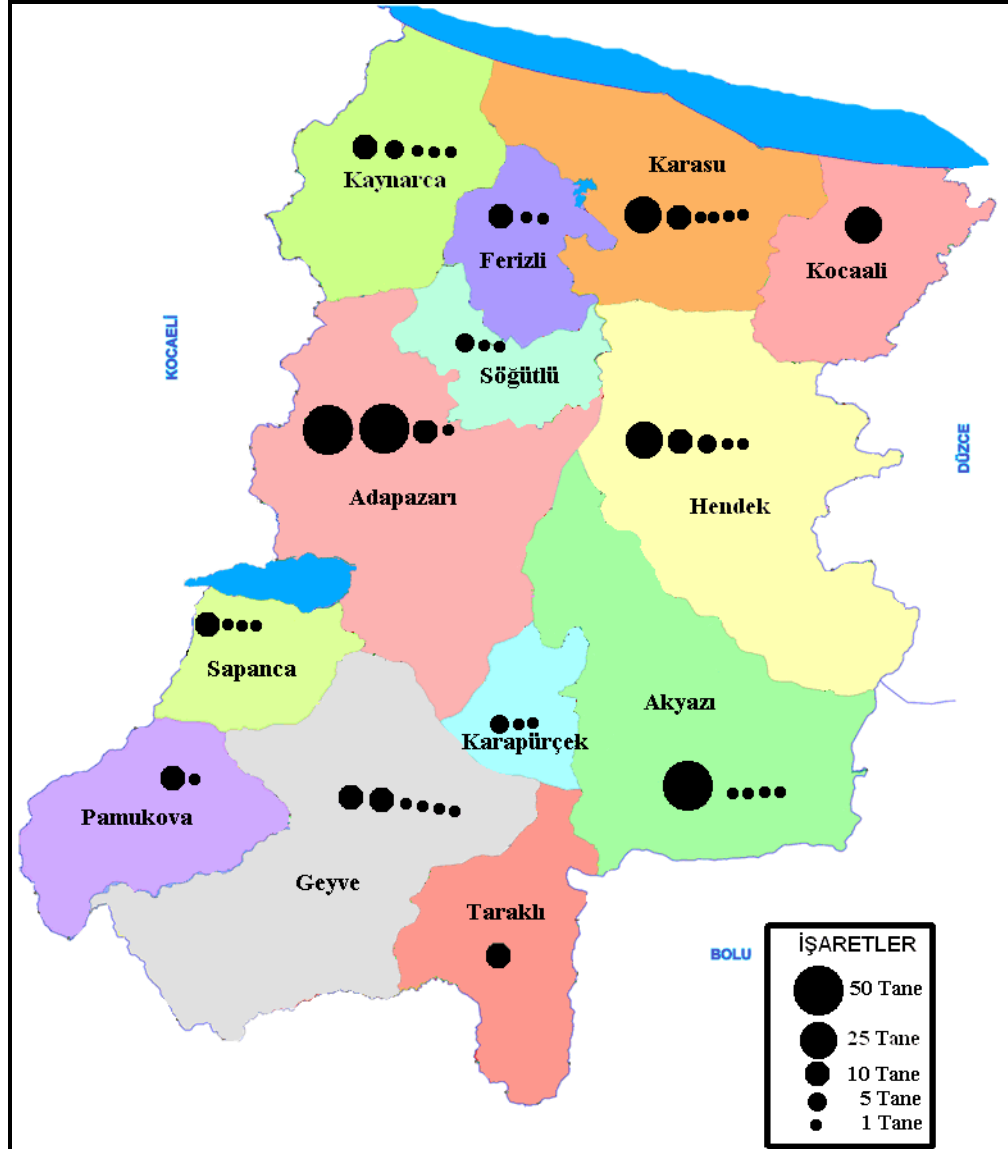 Karasu
Kaynarca
Ferizli
Kocaali
KOCAELİ
Söğütlü
DÜZCE
Adapazarı
Hendek
Sapanca
Akyazı
Karapürçek
Pamukova
Geyve
Taraklı
BOLU
İŞARETLER
50 Tane
25 Tane
10 Tane
5 Tane
1 Tane